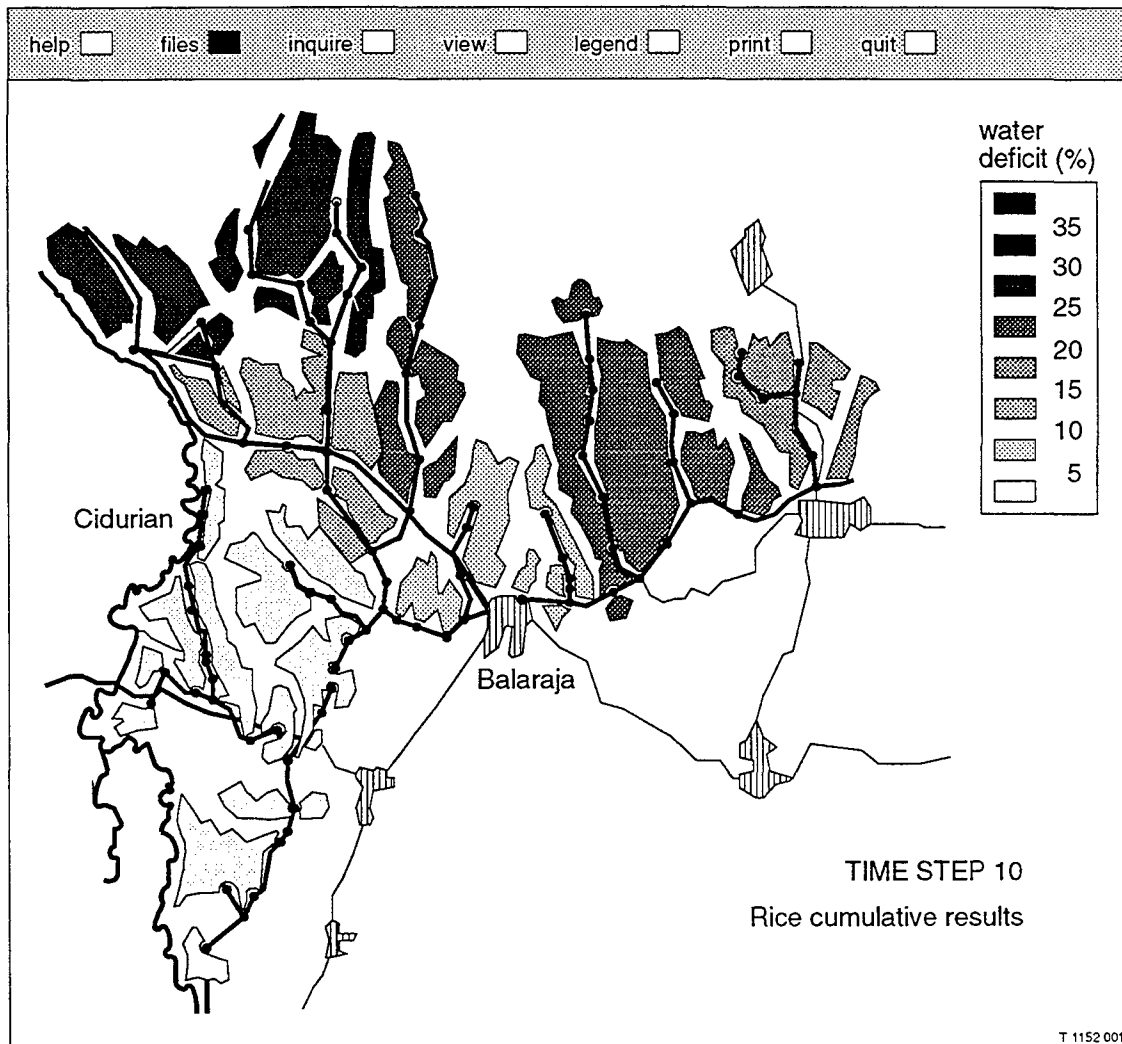 help files inquire view legend print quit
water
deficit (%)
35
30
25
20
15
10
5
Cidurian
Balaraja
TIME STEP 10
Rice cumulative results
T 1152 001